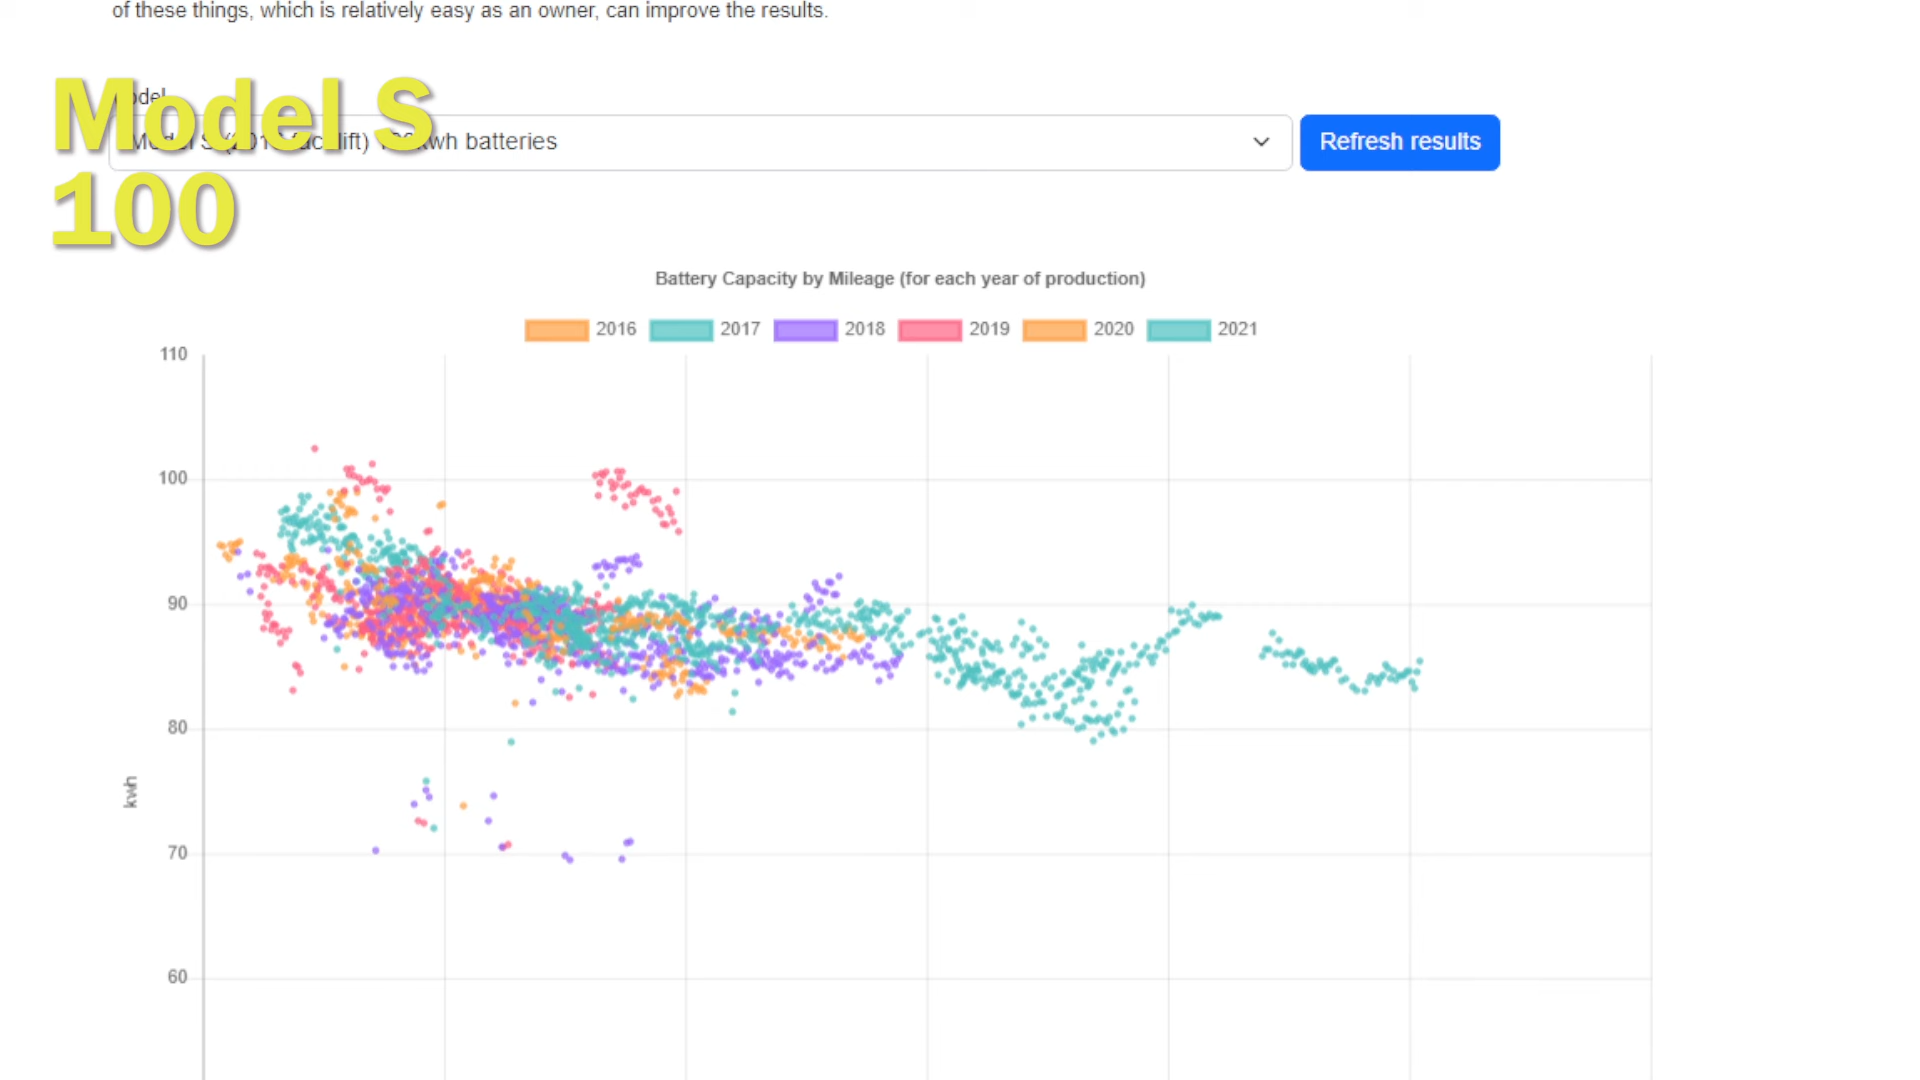 of these things, which is relatively easy as an owner, can improve the results.
Model S
100
wh batteries
Refresh results
Battery Capacity by Mileage (for each year of production)
2016 2017 2018 2019 2020 2021
110
100
90
80
kwh
70
60